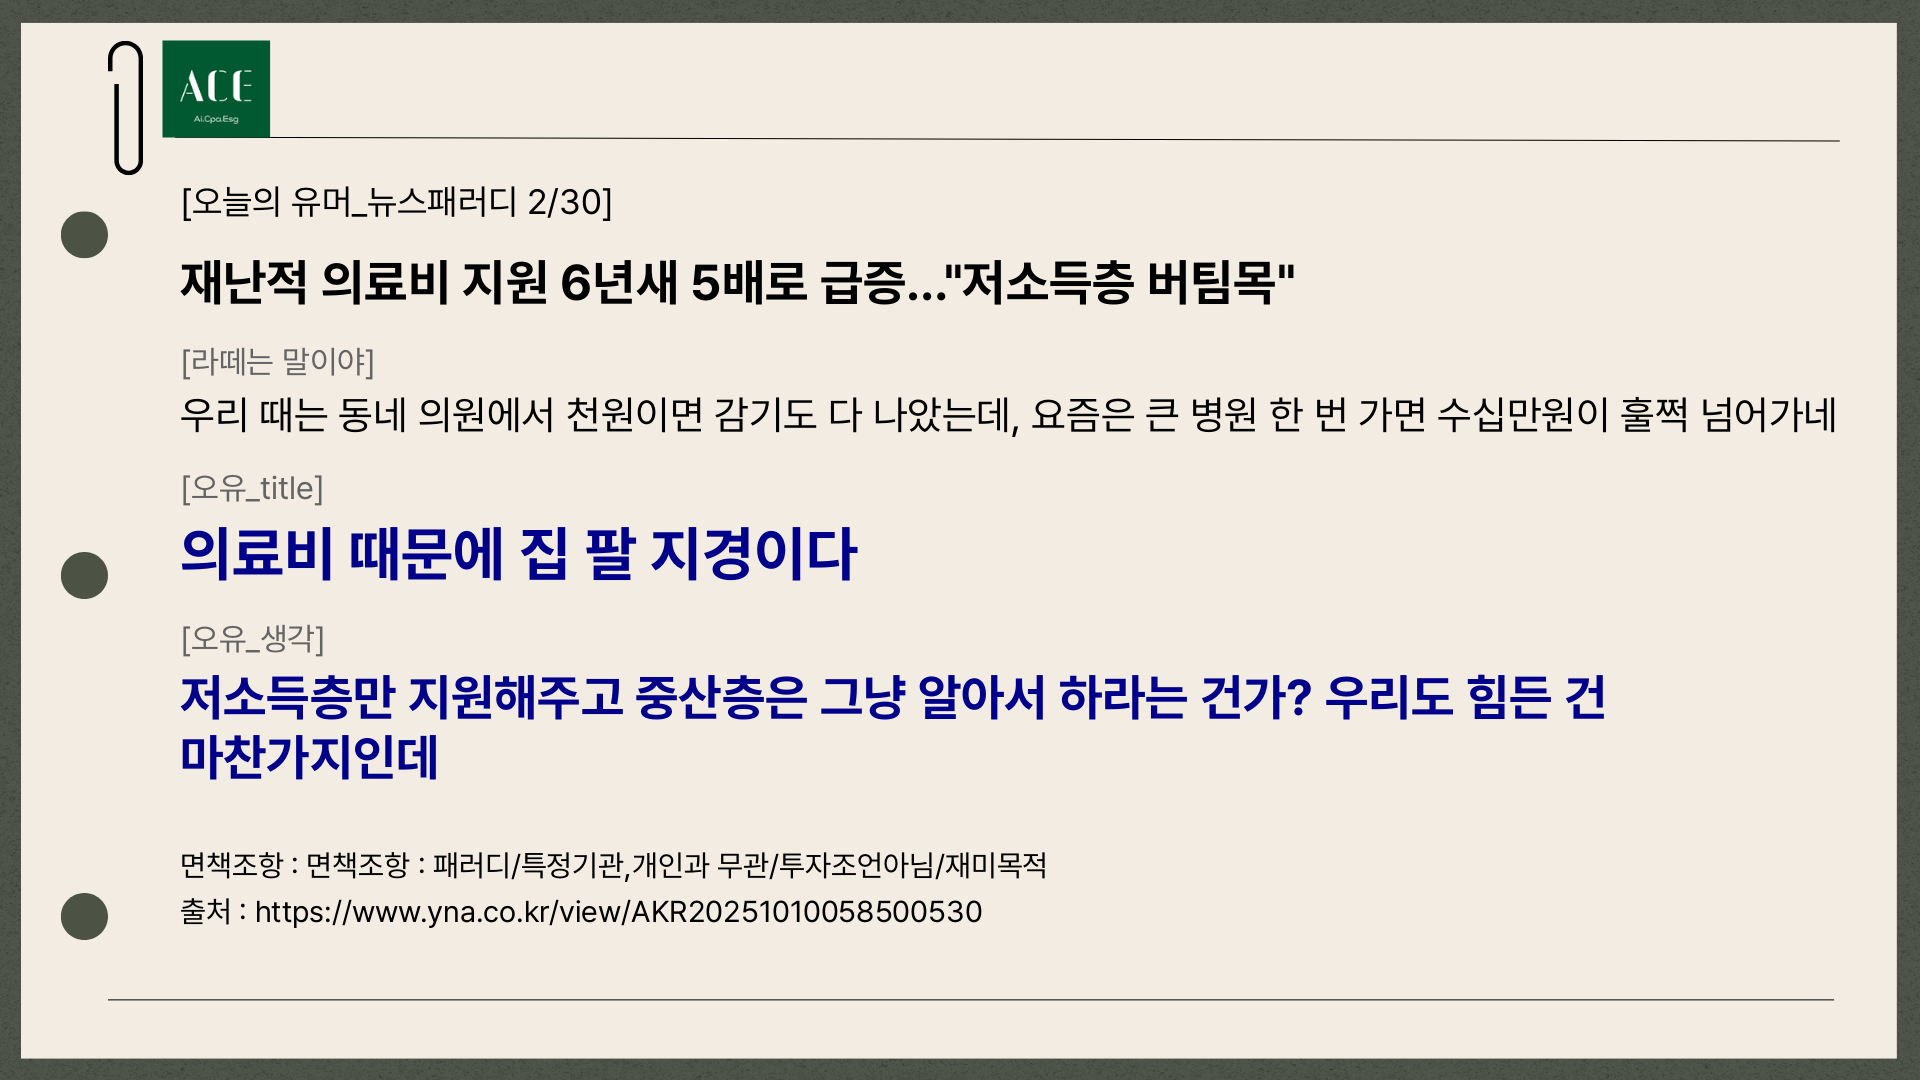 ACE
Ai.Cpa.Esg
[오늘의 유머_뉴스패러디 2/30]
재난적 의료비 지원 6년새 5배로 급증..."저소득층 버팀목"
[라떼는 말이야]
우리 때는 동네 의원에서 천원이면 감기도 다 나았는데, 요즘은 큰 병원 한 번 가면 수십만원이 훌쩍 넘어가네
[오유_title]
의료비 때문에 집 팔 지경이다
[오유_생각]
저소득층만 지원해주고 중산층은 그냥 알아서 하라는 건가? 우리도 힘든 건
마찬가지인데
면책조항 : 면책조항 : 패러디/특정기관,개인과 무관/투자조언아님/재미목적
출처 : https://www.yna.co.kr/view/AKR20251010058500530